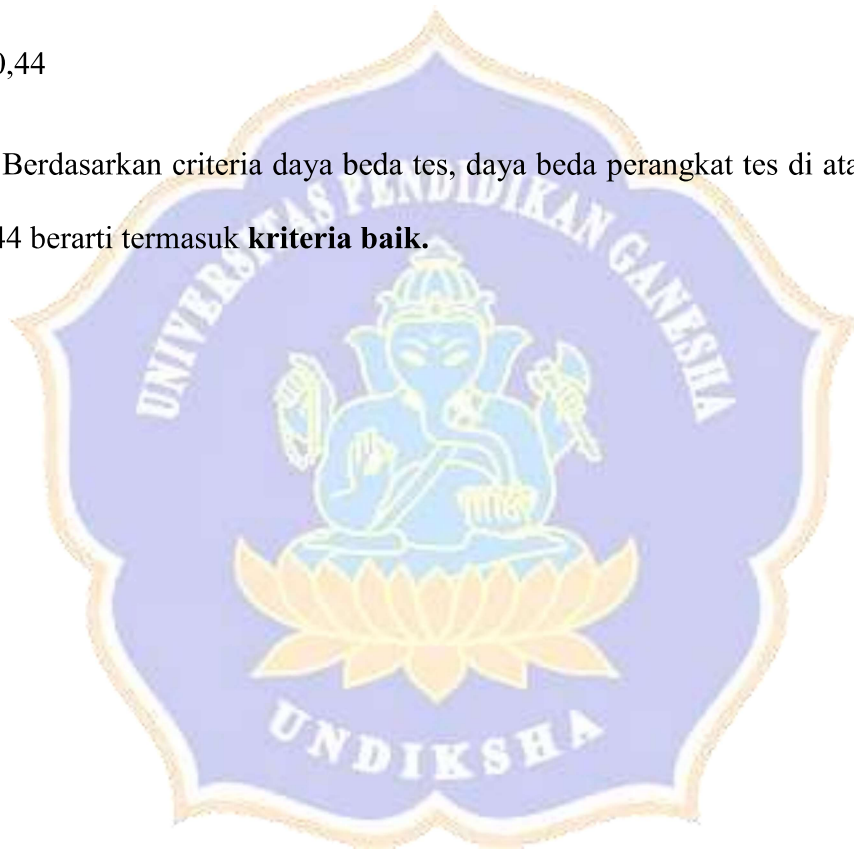 0,44
Berdasarkan criteria daya beda tes, daya beda perangkat tes di ata
44 berarti termasuk kriteria baik.
UNIVERSITAS PENDIDIKAN GANESHA
UNDIKSHA